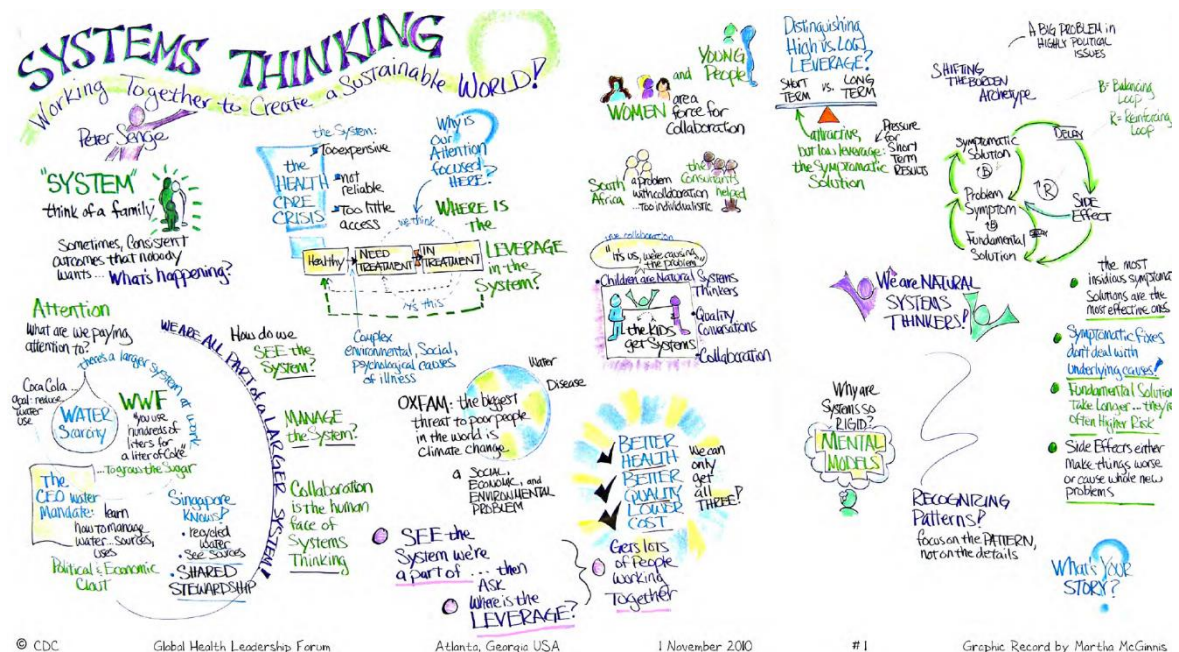 SYSTEMS THINKING
Working Together to Create a Sustainable WORLD!
Peter Senge
"SYSTEM"
think of a family
Sometimes, Consistent
outcomes that nobody
wants... What's happening?
the System:
Too expensive
not
reliable
Too little
access
the
HEALTH
CARE
CRISIS
Why is
our
Attention
focused
HERE?
we think
WHERE IS
the
LEVERAGE
in the
System?
Healthy
NEED
TREATMENT
IN
TREATMENT
it's this
Complex
environmental, Social,
psychological causes
of illness
Attention
What are we paying
attention to?
there's a larger system at work
Coca Cola
goal: reduce
water
use
WATER
Scarcity
WWF
"you use
hundreds of
liters for
a liter of Coke"
...to grow the Sugar
The
CEO water
Mandate:
learn
how to manage
water...Sources,
uses
Political & Economic
Clout
Singapore
Knows!
• recycled
water
• See Sources
• SHARED
STEWARDSHIP
WE ARE ALL PART of a LARGER SYSTEM!
How do we
SEE the
System?
MANAGE
the System?
Collaboration
is the human
face of
Systems
Thinking
Water
Disease
OXFAM: the biggest
threat to poor people
in the world is
climate change
a SOCIAL,
ECONOMIC, and
ENVIRONMENTAL
PROBLEM
SEE the
System we're
a part of ... then
Ask
Where is the
LEVERAGE?
Gets lots
of People
Working
Together
BETTER
HEALTH
BETTER
QUALITY
LOWER
COST
We can
only
get
all
THREE!
WOMEN
and
YOUNG
People
are a
force for
collaboration
South
Africa
a problem
with collaboration
...Too individualistic
the
Consultants
helped
true collaboration
"it's us, we're causing
the problem"
• Children are Natural Systems
Thinkers
• Quality
Conversations
• Collaboration
the KIDS
get Systems
Distinguishing
High vs. Low
LEVERAGE?
SHORT
TERM
vs.
LONG
TERM
attractive,
but low leverage:
the Symptomatic
Solution
Pressure
for
Short
Term
RESULTS
A BIG PROBLEM in
HIGHLY POLITICAL
ISSUES
SHIFTING
the BURDEN
Archetype
B= Balancing
Loop
R= Reinforcing
Loop
Symptomatic
Solution
B
DELAY
R
Problem
Symptom
B
SIDE
Effect
Fundamental
Solution
We are NATURAL
SYSTEMS
THINKERS!
Why are
Systems so
RIGID?
MENTAL
MODELS
RECOGNIZING
Patterns!
focus on the PATTERN,
not on the details
the most
insidious symptoma
Solutions are the
most effective ones.
Symptomatic fixes
don't deal with
underlying causes!
Fundamental Solution
Take Longer... they're
often Higher Risk
Side Effects either
make things worse
or cause whole new
problems
What's YOUR
STORY?
© CDC Global Health Leadership Forum Atlanta, Georgia USA 1 November 2010 #1 Graphic Record by Martha McGinnis